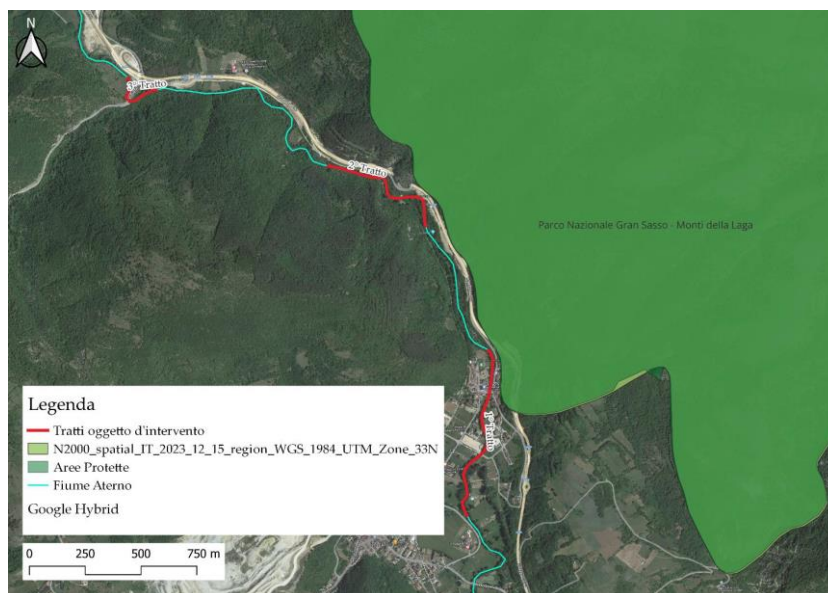 N
3° Tratto
2° Tratto
Parco Nazionale Gran Sasso - Monti della Laga
1° Tratto
Legenda
Tratti oggetto d'intervento
N2000_spatial_IT_2023_12_15_region_WGS_1984_UTM_Zone_33N
Aree Protette
Fiume Aterno
Google Hybrid
0 250 500 750 m